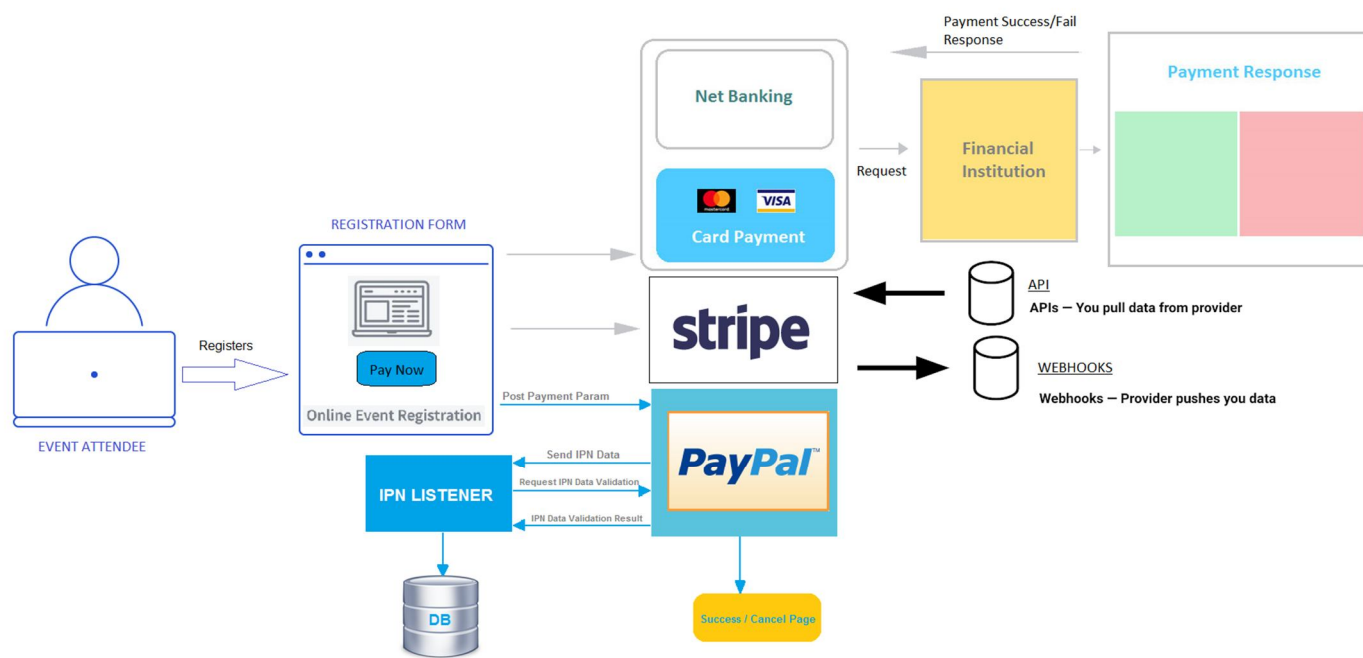 Payment Success/Fail
Response
Net Banking
Payment Response
Financial
Institution
Request
mastercard
VISA
Card Payment
REGISTRATION FORM
Pay Now
Online Event Registration
Registers
EVENT ATTENDEE
stripe
API
APIs — You pull data from provider
WEBHOOKS
Webhooks — Provider pushes you data
Post Payment Param
PayPal™
Send IPN Data
Request IPN Data Validation
IPN Data Validation Result
IPN LISTENER
DB
Success / Cancel Page